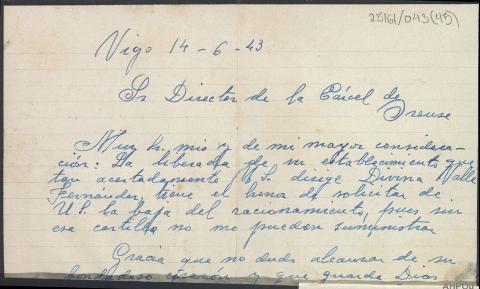 25161/043(45)
Vigo 14-6-43
Sr Director de la Cárcel de
Orense
Muy Sr. mio y de mi mayor considera-
ción: La liberada de su establecimiento que
tan acertadamente U.S. dirige Divina Valle
Fernández, tiene el honor de solicitar de
U.S. la baja del racionamiento, pues sin
esa cartilla no me pueden suministrar
Gracia que no dudo alcanzar de su
bondadoso corazón y que guarde Dios
AHPOu